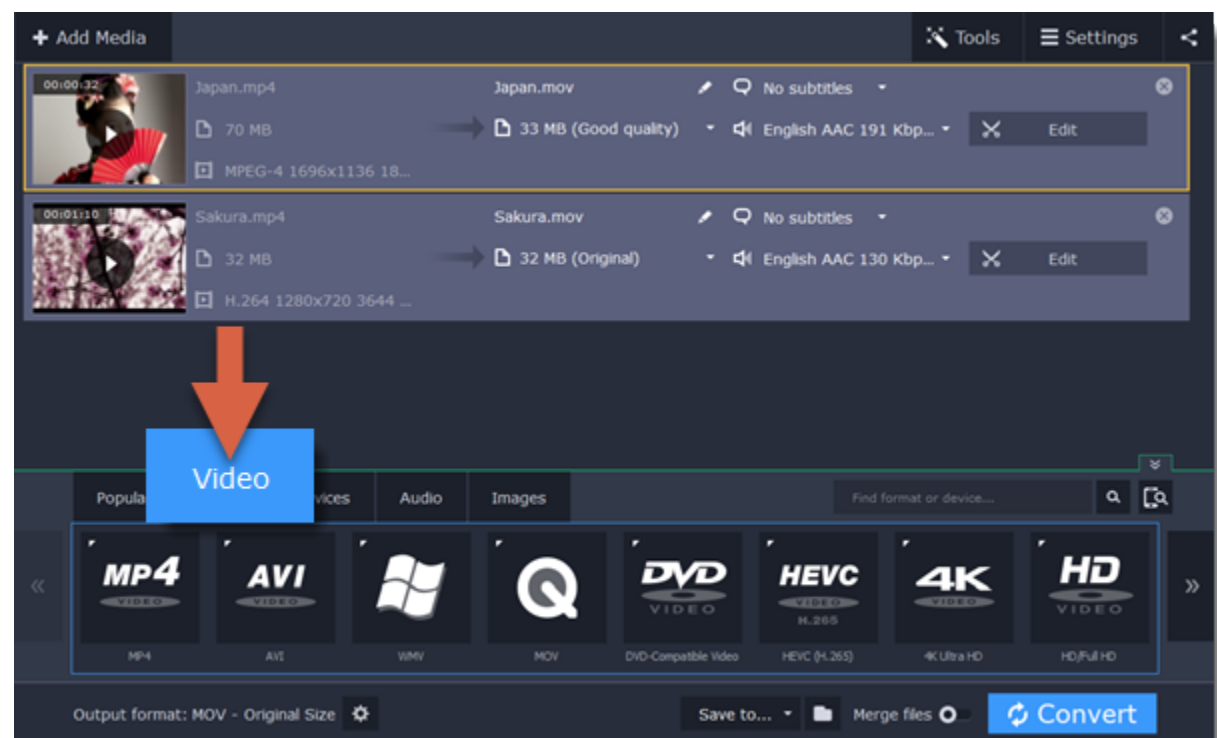 Add Media
Tools
Settings
00:00:32
Japan.mp4
Japan.mov
No subtitles
70 MB
33 MB (Good quality)
English AAC 191 Kbp...
Edit
MPEG-4 1696x1136 18...
00:01:10
Sakura.mp4
Sakura.mov
No subtitles
32 MB
32 MB (Original)
English AAC 130 Kbp...
Edit
H.264 1280x720 3644 ...
Video
Popula
vices
Audio
Images
Find format or device...
MP4
VIDEO
AVI
VIDEO
DVD
VIDEO
HEVC
VIDEO
H.265
4K
VIDEO
HD
VIDEO
MP4
AVI
WMV
MOV
DVD-Compatible Video
HEVC (H.265)
4K Ultra HD
HD/Full HD
Output format: MOV - Original Size
Save to...
Merge files
Convert